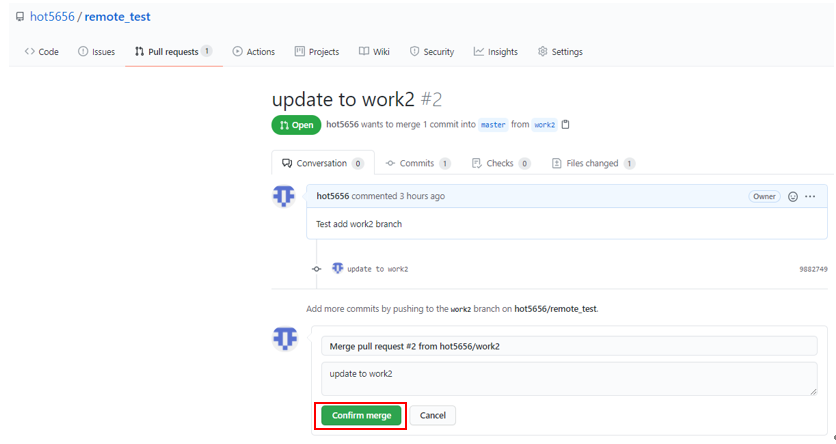 hot5656 / remote_test
Code Issues Pull requests 1 Actions Projects Wiki Security Insights Settings
update to work2 #2
Open hot5656 wants to merge 1 commit into master from work2
Conversation 0 Commits 1 Checks 0 Files changed 1
hot5656 commented 3 hours ago Owner
Test add work2 branch
update to work2 9882749
Add more commits by pushing to the work2 branch on hot5656/remote_test.
Merge pull request #2 from hot5656/work2
update to work2
Confirm merge Cancel